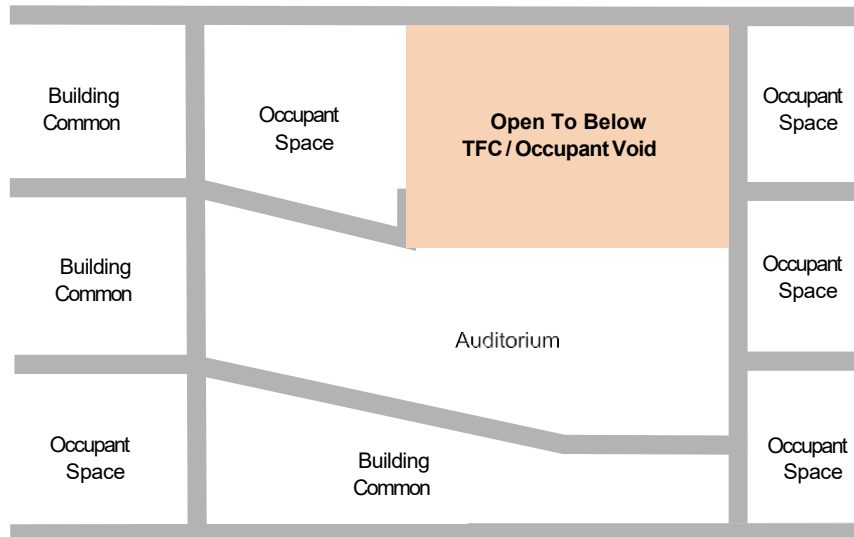 Building
Common
Occupant
Space
Open To Below
TFC / Occupant Void
Occupant
Space
Building
Common
Occupant
Space
Auditorium
Occupant
Space
Building
Common
Occupant
Space